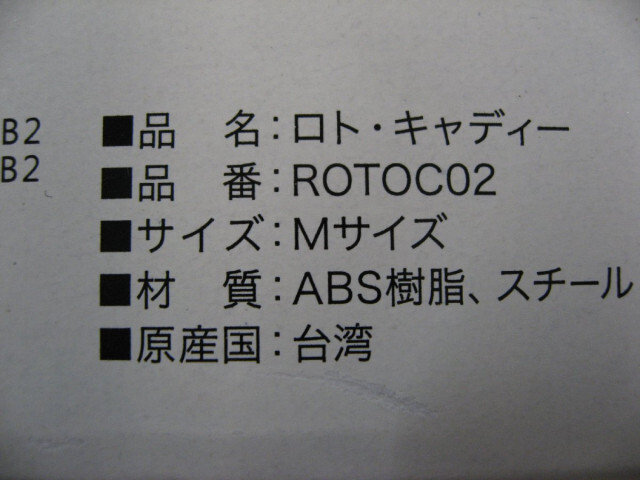 B2
B2
■品　名：ロト・キャディー
■品　番：ROTOC02
■サイズ：Mサイズ
■材　質：ABS樹脂、スチール
■原産国：台湾